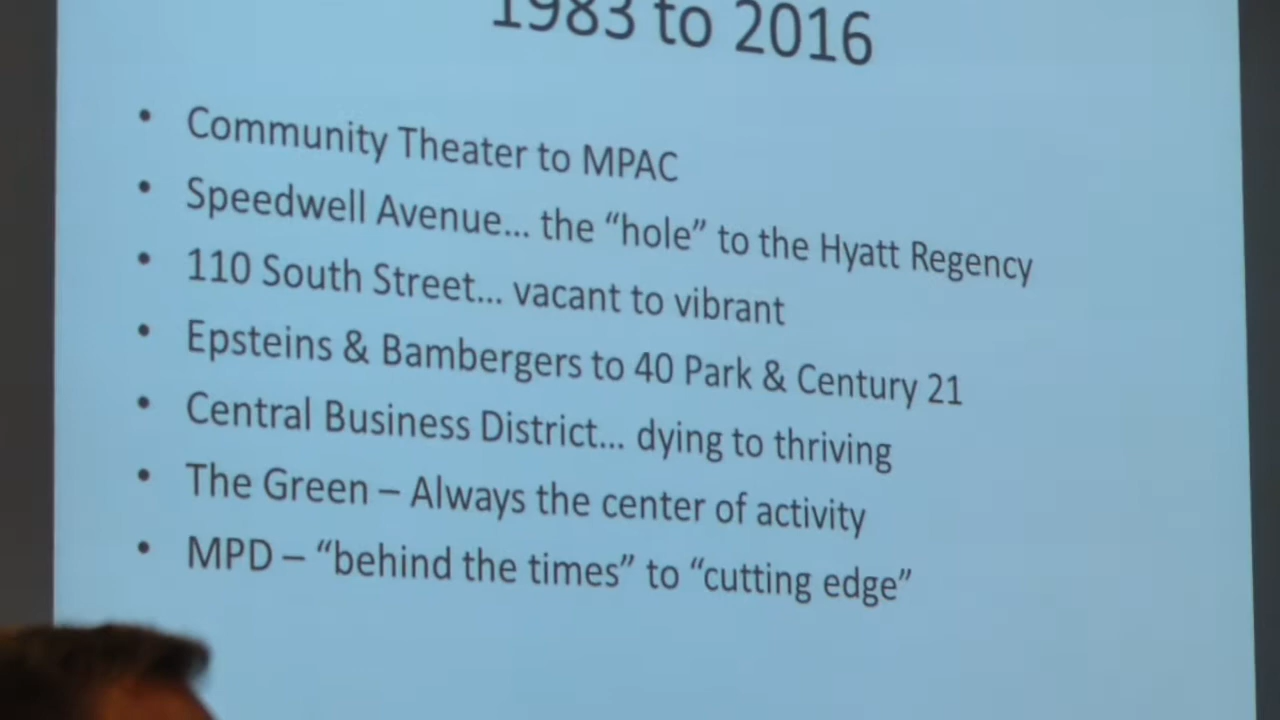 1983 to 2016
• Community Theater to MPAC
• Speedwell Avenue... the “hole” to the Hyatt Regency
• 110 South Street... vacant to vibrant
• Epsteins & Bambergers to 40 Park & Century 21
• Central Business District... dying to thriving
• The Green – Always the center of activity
• MPD – “behind the times” to “cutting edge”